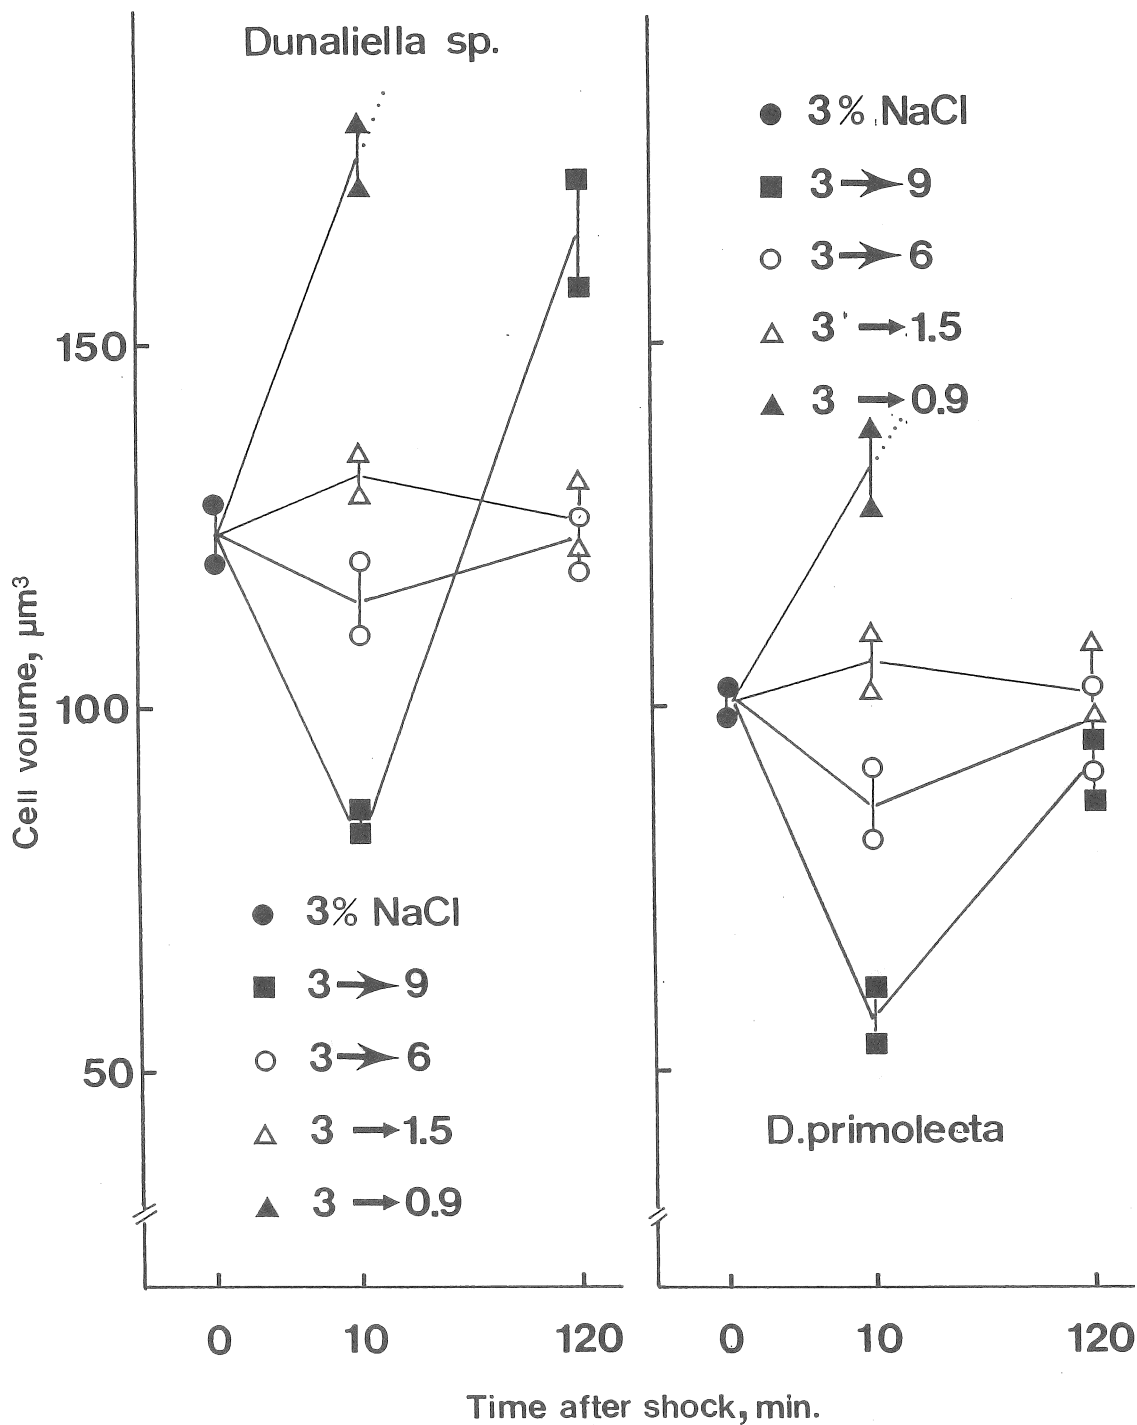 Dunaliella sp.
150
100
50
Cell volume, µm³
● 3% NaCl
■ 3→9
○ 3→6
△ 3 →1.5
▲ 3 →0.9
0 10 120
● 3% NaCl
■ 3→9
○ 3→6
△ 3 →1.5
▲ 3 →0.9
D.primoleeta
0 10 120
Time after shock, min.